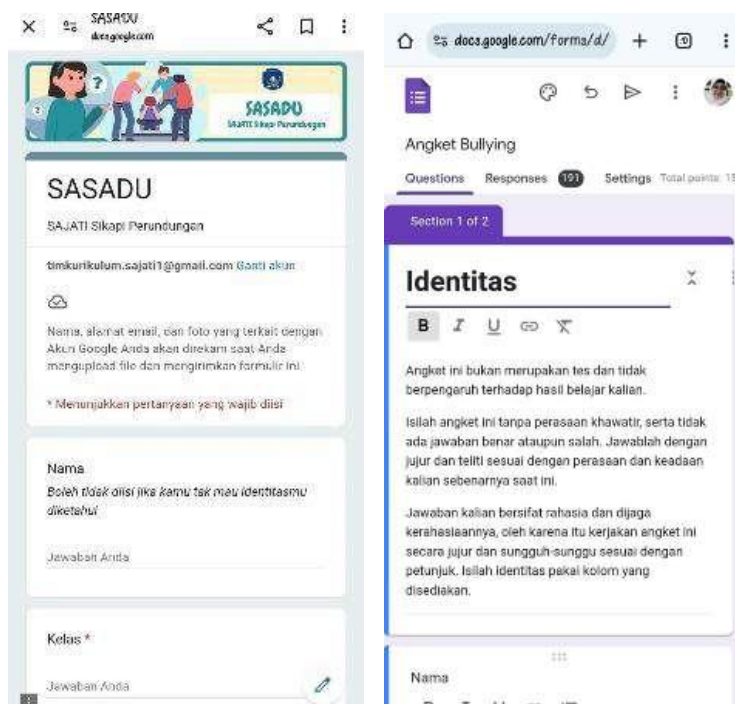 SASADU
docs.google.com
SASADU
SAJATI Sikapi Perundungan
SASADU
SAJATI Sikapi Perundungan
timkurikulum.sajati1@gmail.com Ganti akun
Nama, alamat email, dan foto yang terkait dengan
Akun Google Anda akan direkam saat Anda
mengupload file dan mengirimkan formulir ini
* Menunjukkan pertanyaan yang wajib diisi
Nama
Boleh tidak diisi jika kamu tak mau identitasmu
diketahui
Jawaban Anda
Kelas *
Jawaban Anda
docs.google.com/forms/d/
Angket Bullying
Questions Responses 191 Settings Total points: 15
Section 1 of 2
Identitas
B I U
Angket ini bukan merupakan tes dan tidak
berpengaruh terhadap hasil belajar kalian.
Isilah angket ini tanpa perasaan khawatir, serta tidak
ada jawaban benar ataupun salah. Jawablah dengan
jujur dan teliti sesuai dengan perasaan dan keadaan
kalian sebenarnya saat ini.
Jawaban kalian bersifat rahasia dan dijaga
kerahasiaannya, oleh karena itu kerjakan angket ini
secara jujur dan sungguh-sunggu sesuai dengan
petunjuk. Isilah identitas pakai kolom yang
disediakan.
Nama